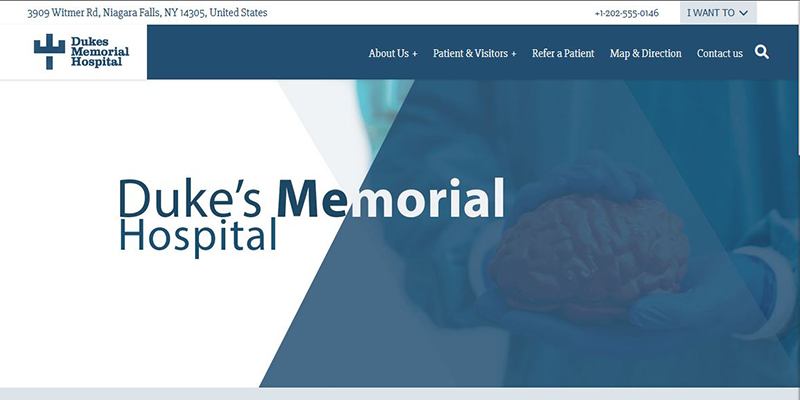 3909 Witmer Rd, Niagara Falls, NY 14305, United States
+1-202-555-0146
I WANT TO
Dukes
Memorial
Hospital
About Us +
Patient & Visitors +
Refer a Patient
Map & Direction
Contact us
Duke's Memorial
Hospital